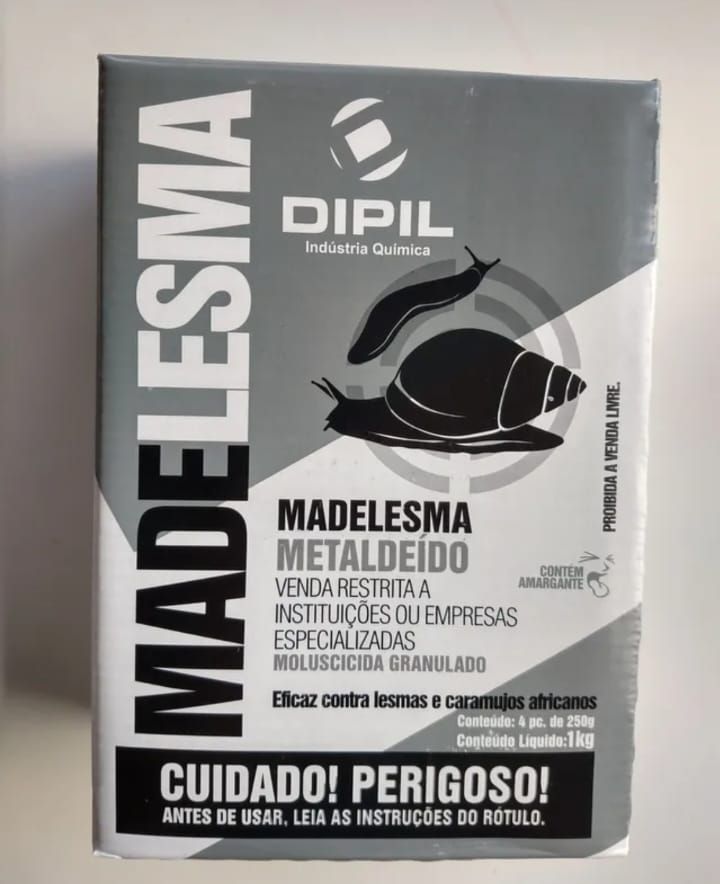 MADELESMA
DIPIL
Indústria Química
PROIBIDA A VENDA LIVRE.
MADELESMA
METALDEÍDO
VENDA RESTRITA A
INSTITUIÇÕES OU EMPRESAS
ESPECIALIZADAS
MOLUSCICIDA GRANULADO
CONTÉM
AMARGANTE
Eficaz contra lesmas e caramujos africanos
Conteúdo: 4 pc. de 250g
Conteúdo Líquido:1kg
CUIDADO! PERIGOSO!
ANTES DE USAR, LEIA AS INSTRUÇÕES DO RÓTULO.